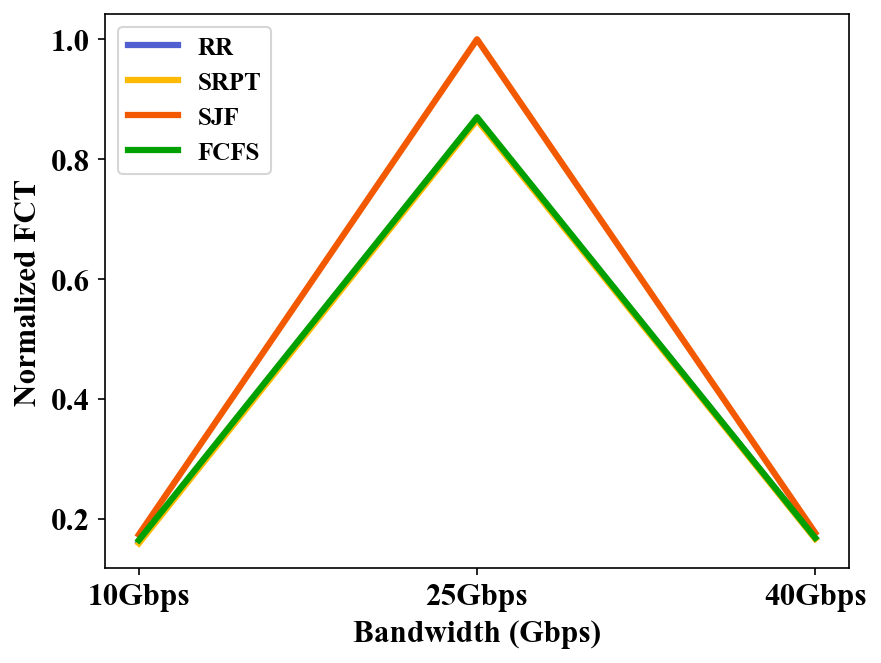 RR
SRPT
SJF
FCFS
Normalized FCT
1.0
0.8
0.6
0.4
0.2
10Gbps
25Gbps
40Gbps
Bandwidth (Gbps)